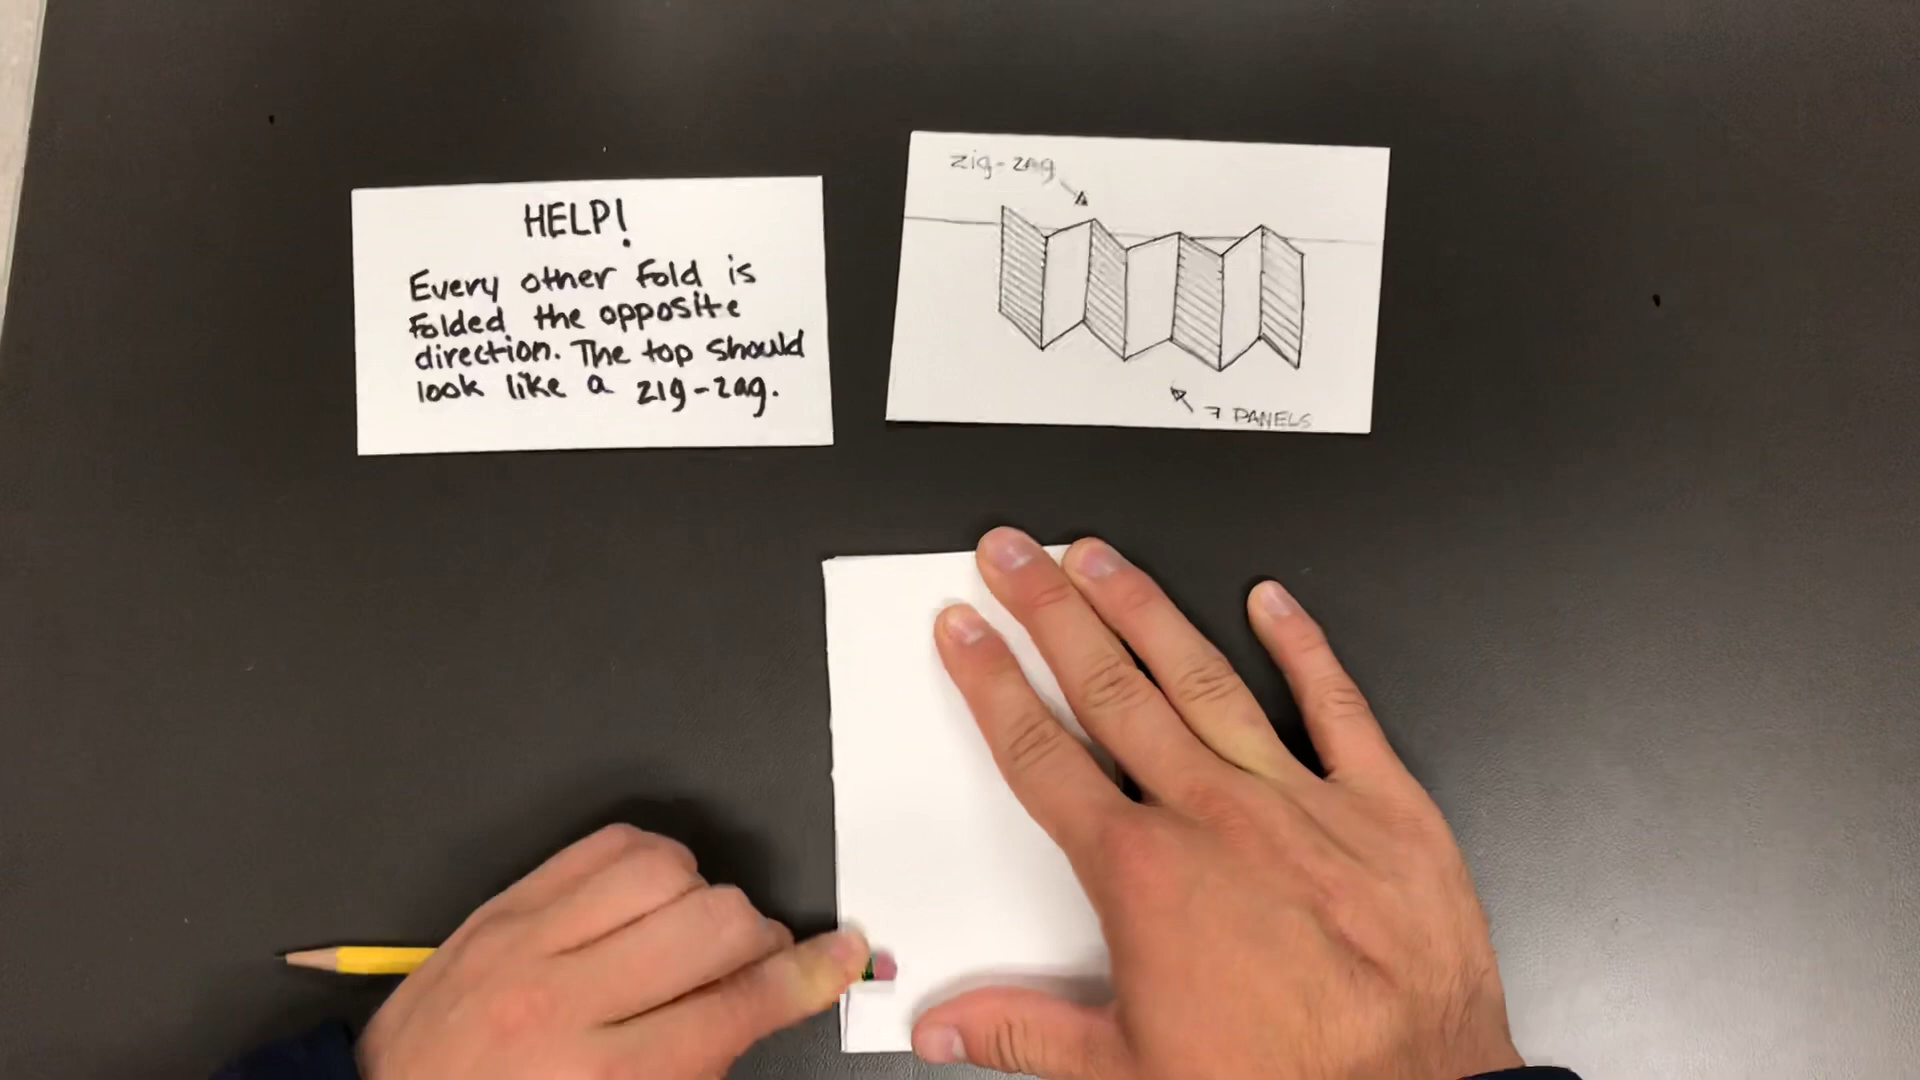 HELP!
Every other Fold is
Folded the opposite
direction. The top should
look like a zig-zag.
zig-zag
7 PANELS